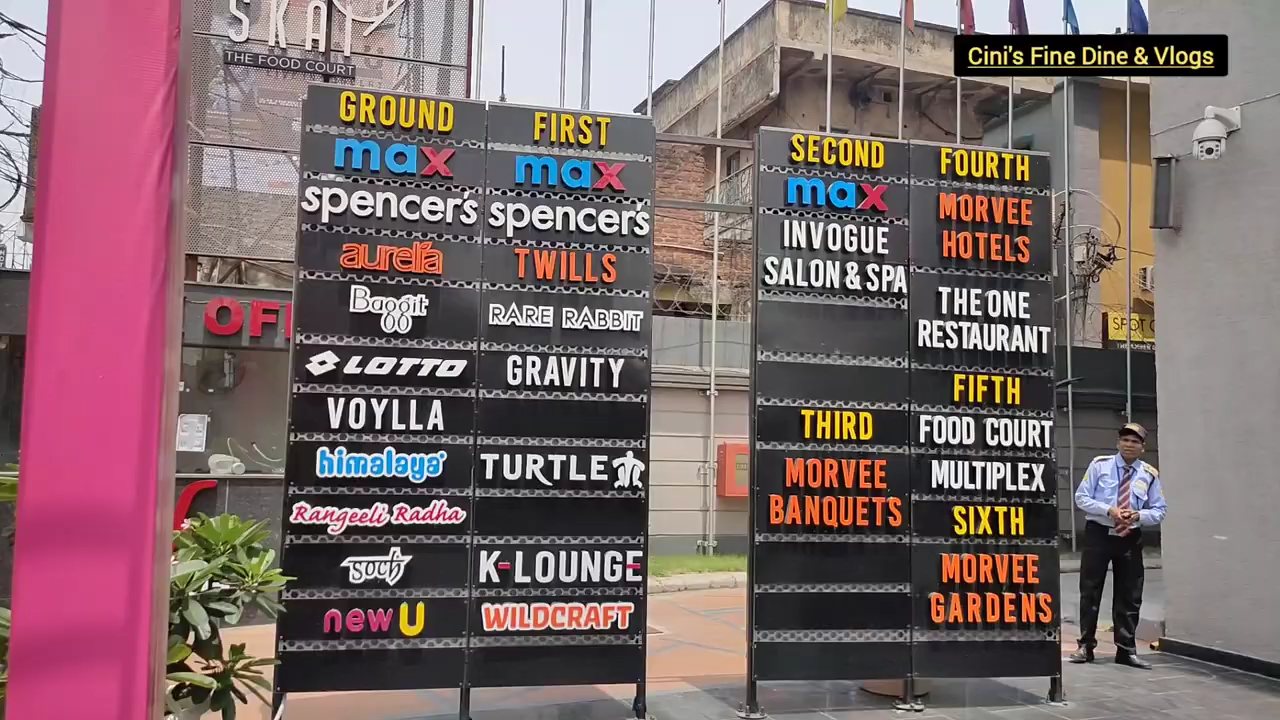 SKAI
THE FOOD COURT
Cini's Fine Dine & Vlogs
GROUND
max
spencer's
aurelia
Baggit
LOTTO
VOYLLA
himalaya
Rangeeli Radha
soch
new U
FIRST
max
spencer's
TWILLS
RARE RABBIT
GRAVITY
TURTLE
K-LOUNGE
WILDCRAFT
SECOND
max
INVOGUE
SALON & SPA
THIRD
MORVEE
BANQUETS
FOURTH
MORVEE
HOTELS
THE ONE
RESTAURANT
FIFTH
FOOD COURT
MULTIPLEX
SIXTH
MORVEE
GARDENS
OFF
SPOT